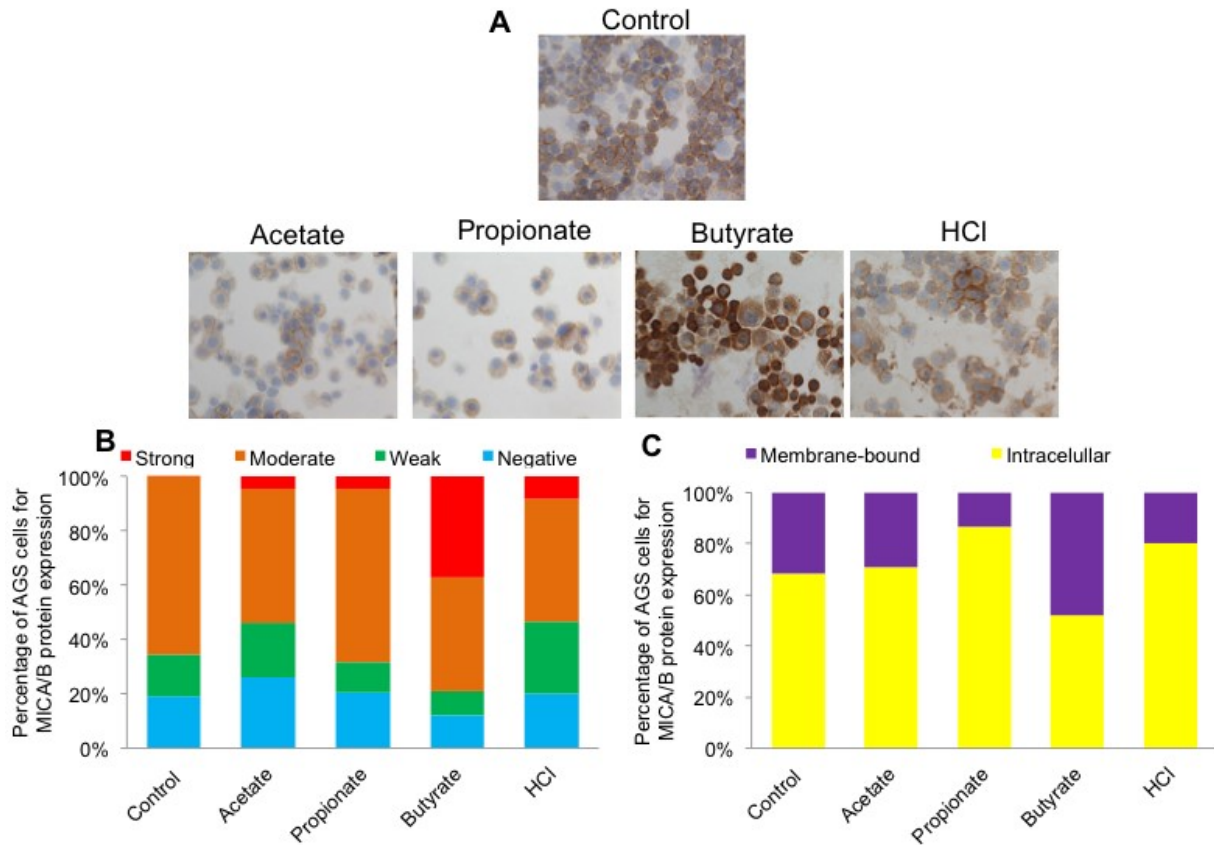 A
Control
Acetate
Propionate
Butyrate
HCl
B
Strong
Moderate
Weak
Negative
Percentage of AGS cells for
MICA/B protein expression
100%
80%
60%
40%
20%
0%
Control
Acetate
Propionate
Butyrate
HCl
C
Membrane-bound
Intracelullar
Percentage of AGS cells for
MICA/B protein expression
100%
80%
60%
40%
20%
0%
Control
Acetate
Propionate
Butyrate
HCl